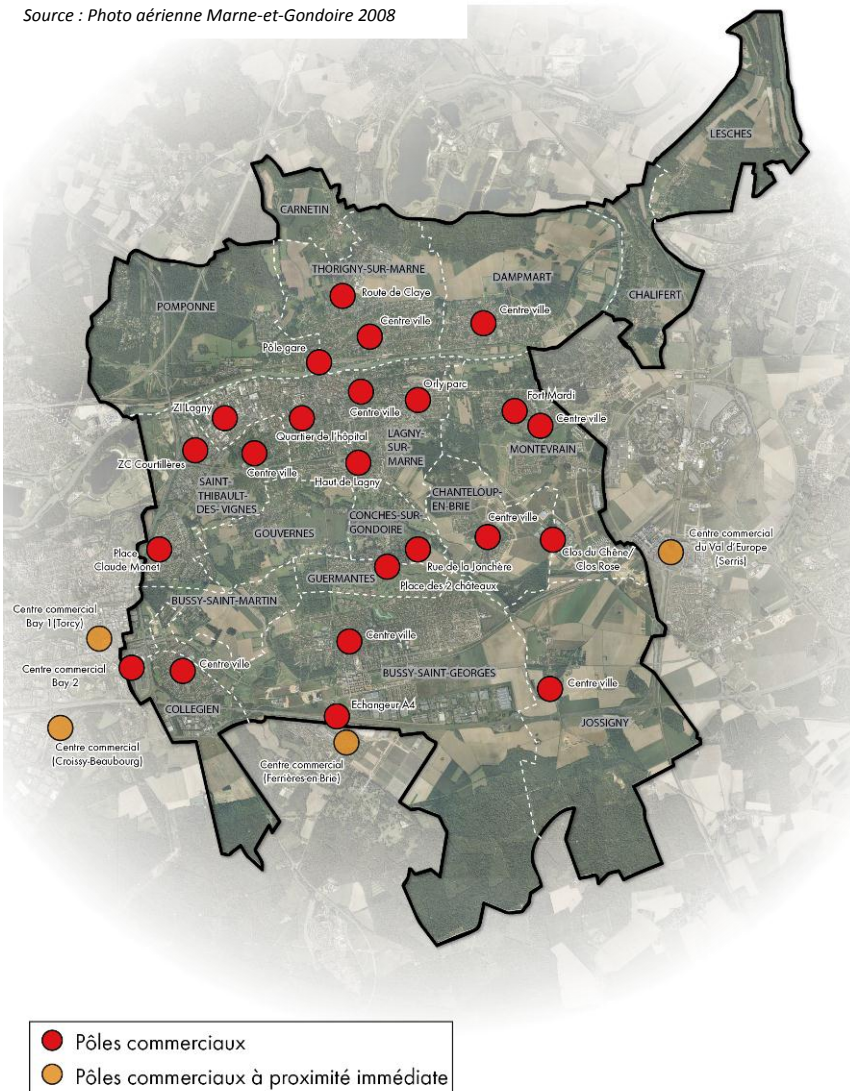 Source : Photo aérienne Marne-et-Gondoire 2008
LESCHES
CARNETIN
THORIGNY-SUR-MARNE
DAMPMART
CHALIFERT
POMPONNE
Route de Claye
Centre ville
Centre ville
Pôle gare
Orly parc
Fort Mardi
ZI Lagny
Centre ville
Centre ville
Quartier de l'hôpital
LAGNY-
SUR-
MARNE
MONTEVRAIN
ZC Courtillères
Centre ville
Haut de Lagny
SAINT-
THIBAULT-
DES-VIGNES
CHANTELOUP-
EN-BRIE
CONCHES-SUR-
GONDOIRE
Centre ville
GOUVERNES
Centre commercial
du Val d'Europe
(Serris)
Place
Claude Monet
Rue de la Jonchère
Clos du Chêne/
Clos Rose
GUERMANTES
Place des 2 châteaux
BUSSY-SAINT-MARTIN
Centre commercial
Bay 1(Torcy)
Centre ville
Centre commercial
Bay 2
Centre ville
BUSSY-SAINT-GEORGES
Centre ville
COLLEGIEN
Echangeur A4
JOSSIGNY
Centre commercial
(Croissy-Beaubourg)
Centre commercial
(Ferrières-en-Brie)
Pôles commerciaux
Pôles commerciaux à proximité immédiate